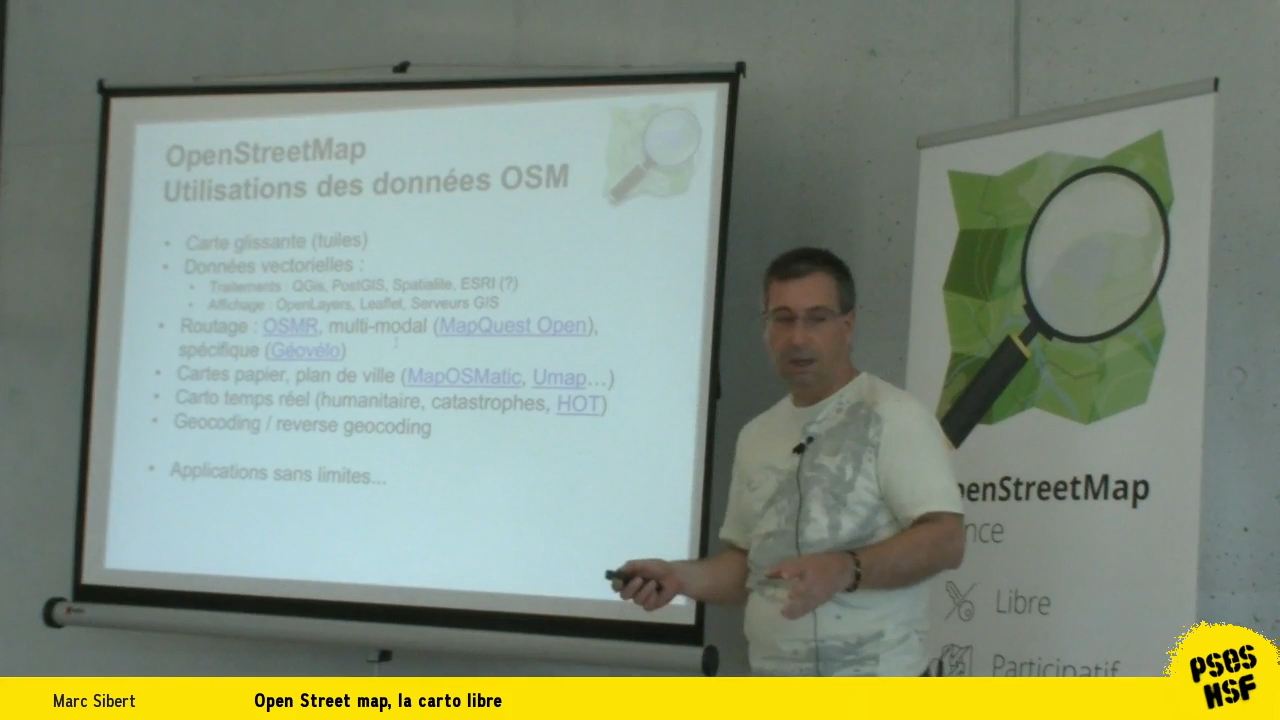 OpenStreetMap
Utilisations des données OSM
• Carte glissante (tuiles)
• Données vectorielles :
• Traitements : QGis, PostGIS, Spatialite, ESRI (?)
• Affichage : OpenLayers, Leaflet, Serveurs GIS
• Routage : OSMR, multi-modal (MapQuest Open),
spécifique (Géovélo)
• Cartes papier, plan de ville (MapOSMatic, Umap…)
• Carto temps réel (humanitaire, catastrophes, HOT)
• Geocoding / reverse geocoding
• Applications sans limites...
penStreetMap
nce
Libre
Participatif
Marc Sibert
Open Street map, la carto libre
PSES
HSF